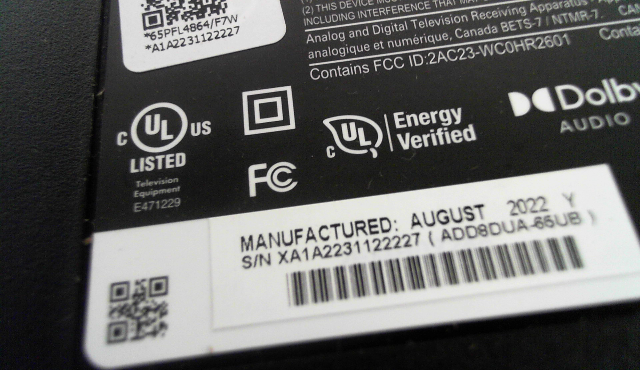 *65PFL4864/F7W
*A1A2231122227
(2) THIS DEVICE
INCLUDING INTERFERENCE THAT MAY
Analog and Digital Television Receiving Apparatus
analogique et numérique, Canada BETS-7 / NTMR-7.
Contains FCC ID:2AC23-WC0HR2601
C UL US
LISTED
Television
Equipment
E471229
FC
C UL Energy
Verified
Dolby
AUDIO
MANUFACTURED: AUGUST 2022 Y
S/N XA1A2231122227 ( ADD8DUA-65UB )